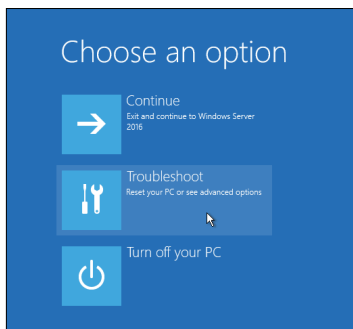 Choose an option
Continue
Exit and continue to Windows Server
2016
Troubleshoot
Reset your PC or see advanced options
Turn off your PC